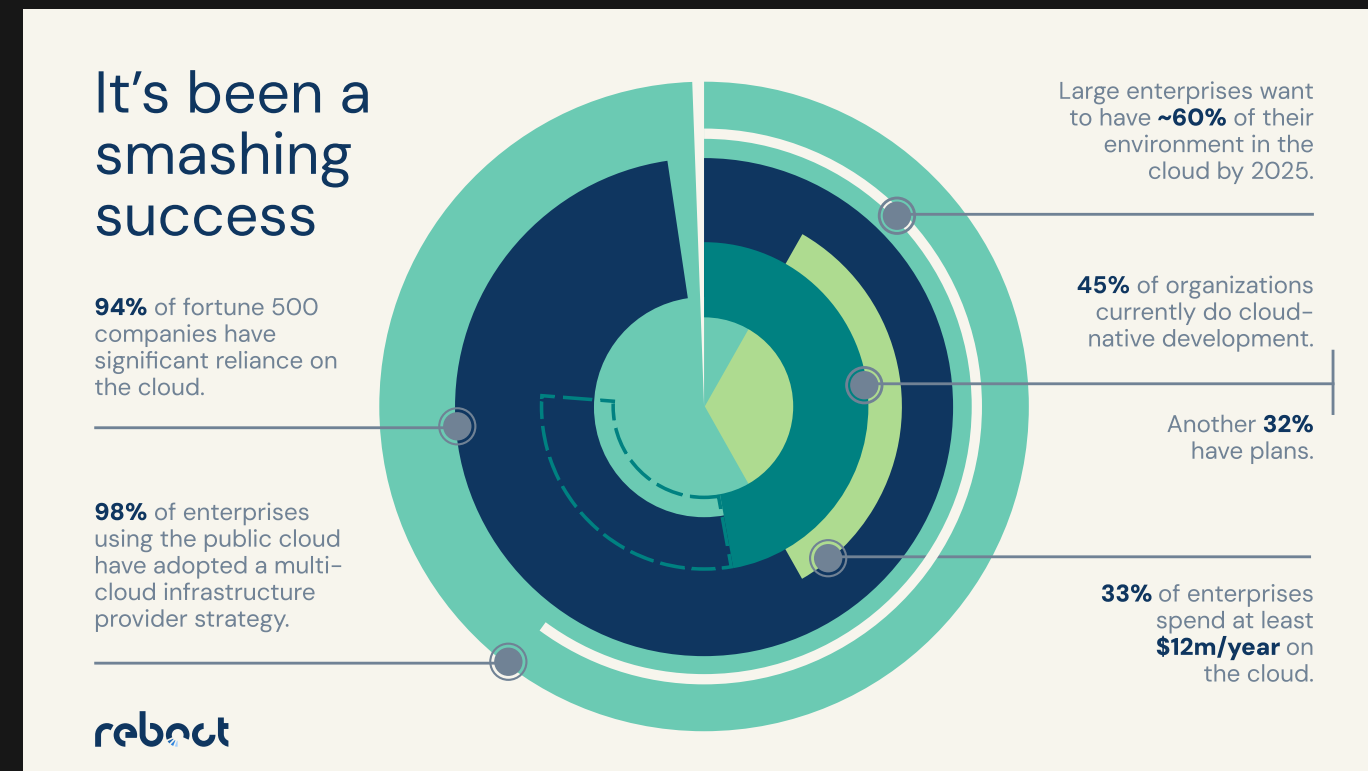 It’s been a
smashing
success
94% of fortune 500
companies have
significant reliance on
the cloud.
98% of enterprises
using the public cloud
have adopted a multi-
cloud infrastructure
provider strategy.
Large enterprises want
to have ~60% of their
environment in the
cloud by 2025.
45% of organizations
currently do cloud-
native development.
Another 32%
have plans.
33% of enterprises
spend at least
$12m/year on
the cloud.
reboot